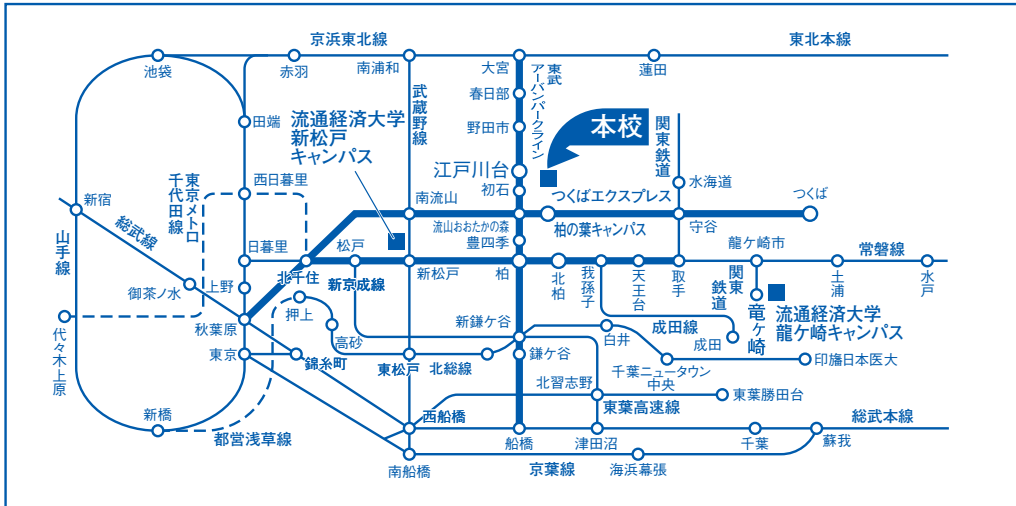 京浜東北線
東北本線
池袋
赤羽
南浦和
大宮
蓮田
東武
アーバンパークライン
武蔵野線
春日部
本校
関東鉄道
田端
流通経済大学
新松戸
キャンパス
野田市
江戸川台
東京メトロ
千代田線
西日暮里
初石
水海道
つくばエクスプレス
つくば
新宿
総武線
南流山
流山おおたかの森
柏の葉キャンパス
守谷
山手線
日暮里
松戸
豊四季
龍ケ崎市
常磐線
北千住
新京成線
新松戸
柏
北柏
我孫子
天王台
取手
関東
鉄道
土浦
水戸
御茶ノ水
上野
押上
竜ヶ崎
流通経済大学
龍ケ崎キャンパス
代々木上原
秋葉原
高砂
新鎌ケ谷
白井
成田線
成田
東京
錦糸町
東松戸
北総線
鎌ケ谷
千葉ニュータウン
中央
印旛日本医大
北習志野
東葉高速線
東葉勝田台
新橋
都営浅草線
西船橋
船橋
津田沼
千葉
総武本線
蘇我
南船橋
京葉線
海浜幕張